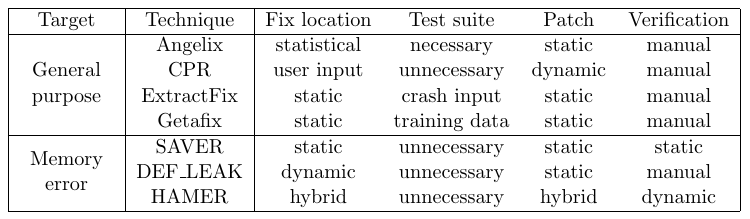 Target Technique Fix location Test suite Patch Verification
Angelix statistical necessary static manual
General CPR user input unnecessary dynamic manual
purpose ExtractFix static crash input static manual
Getafix static training data static manual
SAVER static unnecessary static static
Memory
DEF_LEAK dynamic unnecessary static manual
error
HAMER hybrid unnecessary hybrid dynamic